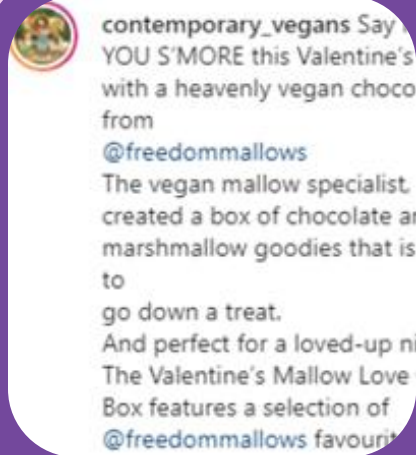 contemporary_vegans Say
YOU S'MORE this Valentine's
with a heavenly vegan choco
from
@freedommallows
The vegan mallow specialist,
created a box of chocolate
marshmallow goodies that is
to
go down a treat.
And perfect for a loved-up
The Valentine's Mallow Love
Box features a selection of
@freedommallows favourit